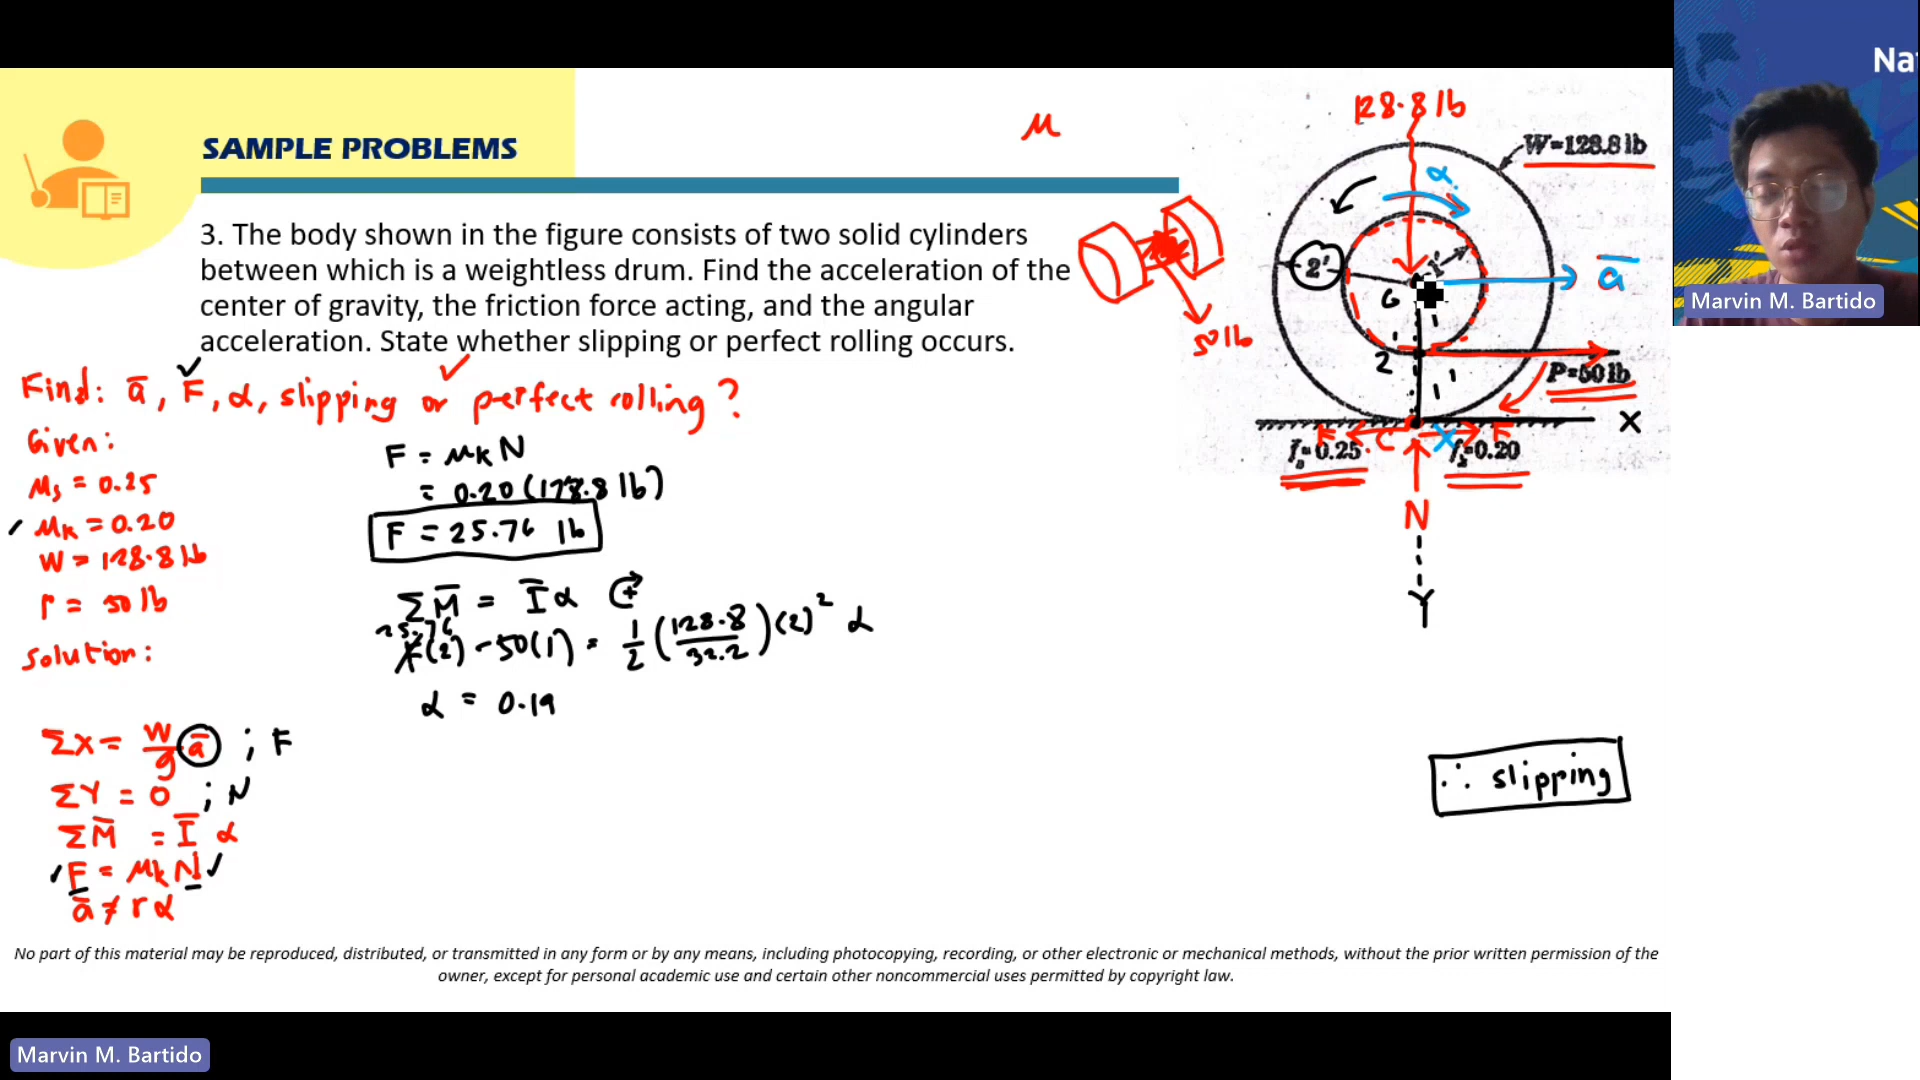 SAMPLE PROBLEMS
3. The body shown in the figure consists of two solid cylinders
between which is a weightless drum. Find the acceleration of the
center of gravity, the friction force acting, and the angular
acceleration. State whether slipping or perfect rolling occurs.
Find: ā, F, α, slipping or perfect rolling?
Given:
μs = 0.25
μk = 0.20
W = 128.8 lb
P = 50 lb
Solution:
ΣX = W/g ā ; F
ΣY = 0 ; N
ΣM̄ = Ī α
F = μk N
ā ≠ r α
F = μk N
= 0.20 (128.8 lb)
F = 25.76 lb
ΣM̄ = Ī α
25.76
F(2) - 50(1) = 1/2 (128.8/32.2)(2)² α
α = 0.19
μ
50 lb
128.8 lb
W=128.8 lb
α
2'
1'
G
ā
1'
2'
1'
P=50 lb
X
F C X F
f_s=0.25 f_k=0.20
N
Y
∴ slipping
No part of this material may be reproduced, distributed, or transmitted in any form or by any means, including photocopying, recording, or other electronic or mechanical methods, without the prior written permission of the
owner, except for personal academic use and certain other noncommercial uses permitted by copyright law.
Na
Marvin M. Bartido
Marvin M. Bartido